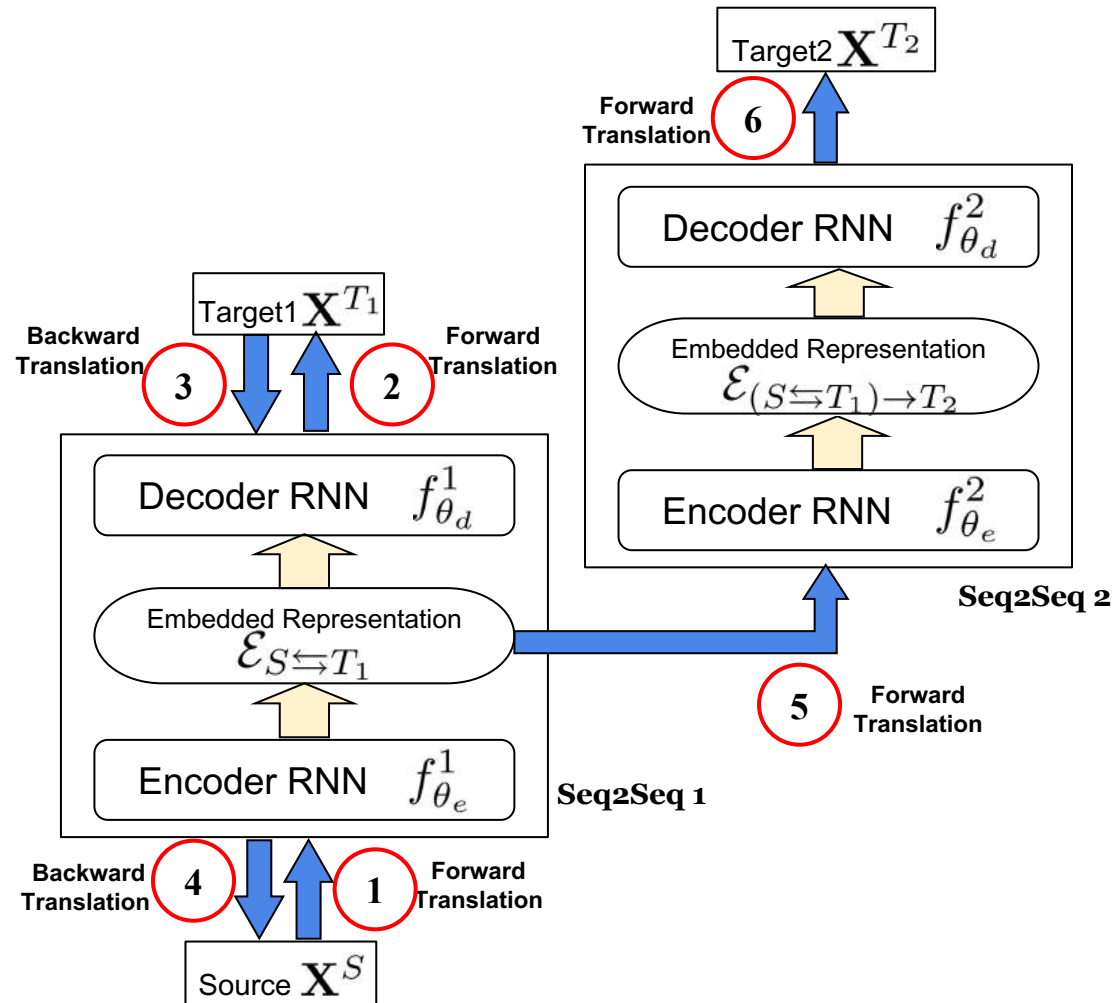 Target2 X^{T_2}
Forward
Translation
6
Decoder RNN f^2_{θ_d}
Embedded Representation
ℰ_{(S⇆T_1)→T_2}
Encoder RNN f^2_{θ_e}
Seq2Seq 2
5
Forward
Translation
Target1 X^{T_1}
Backward
Translation
3
2
Forward
Translation
Decoder RNN f^1_{θ_d}
Embedded Representation
ℰ_{S⇆T_1}
Encoder RNN f^1_{θ_e}
Seq2Seq 1
Backward
Translation
4
1
Forward
Translation
Source X^S